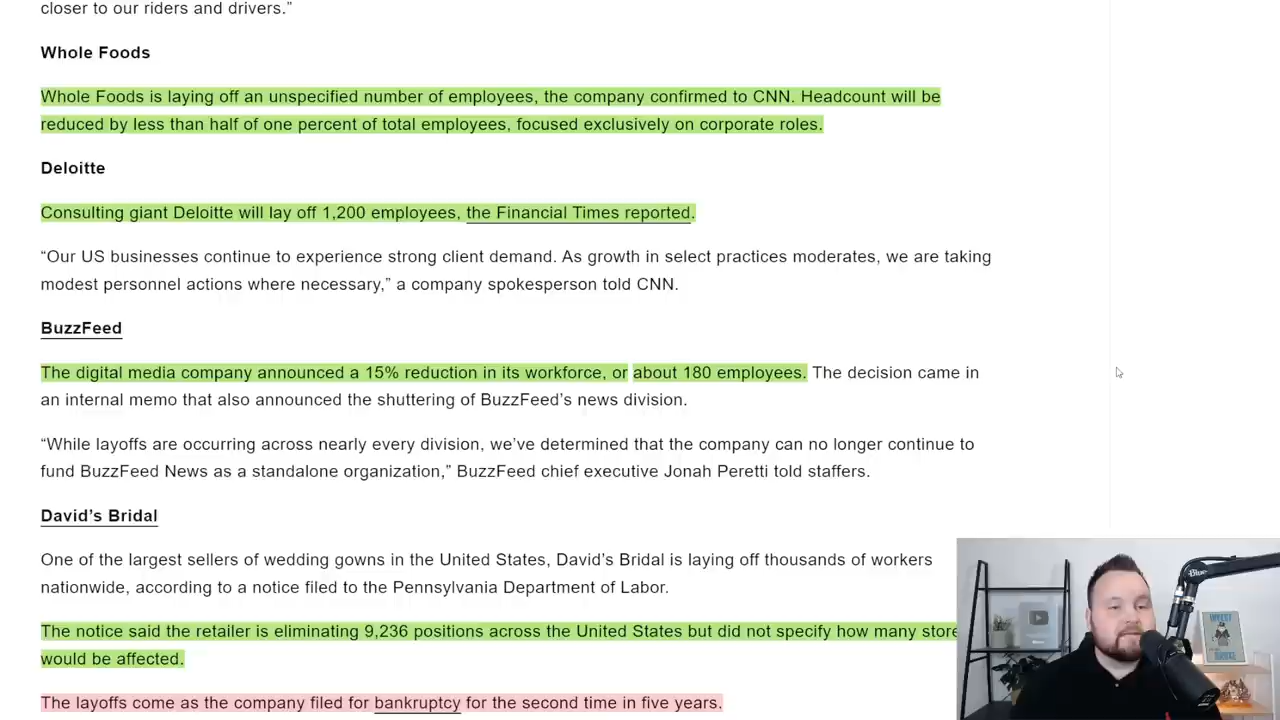 closer to our riders and drivers.”
Whole Foods
Whole Foods is laying off an unspecified number of employees, the company confirmed to CNN. Headcount will be
reduced by less than half of one percent of total employees, focused exclusively on corporate roles.
Deloitte
Consulting giant Deloitte will lay off 1,200 employees, the Financial Times reported.
“Our US businesses continue to experience strong client demand. As growth in select practices moderates, we are taking
modest personnel actions where necessary,” a company spokesperson told CNN.
BuzzFeed
The digital media company announced a 15% reduction in its workforce, or about 180 employees. The decision came in
an internal memo that also announced the shuttering of BuzzFeed’s news division.
“While layoffs are occurring across nearly every division, we’ve determined that the company can no longer continue to
fund BuzzFeed News as a standalone organization,” BuzzFeed chief executive Jonah Peretti told staffers.
David’s Bridal
One of the largest sellers of wedding gowns in the United States, David’s Bridal is laying off thousands of workers
nationwide, according to a notice filed to the Pennsylvania Department of Labor.
The notice said the retailer is eliminating 9,236 positions across the United States but did not specify how many store
would be affected.
The layoffs come as the company filed for bankruptcy for the second time in five years.
Blue